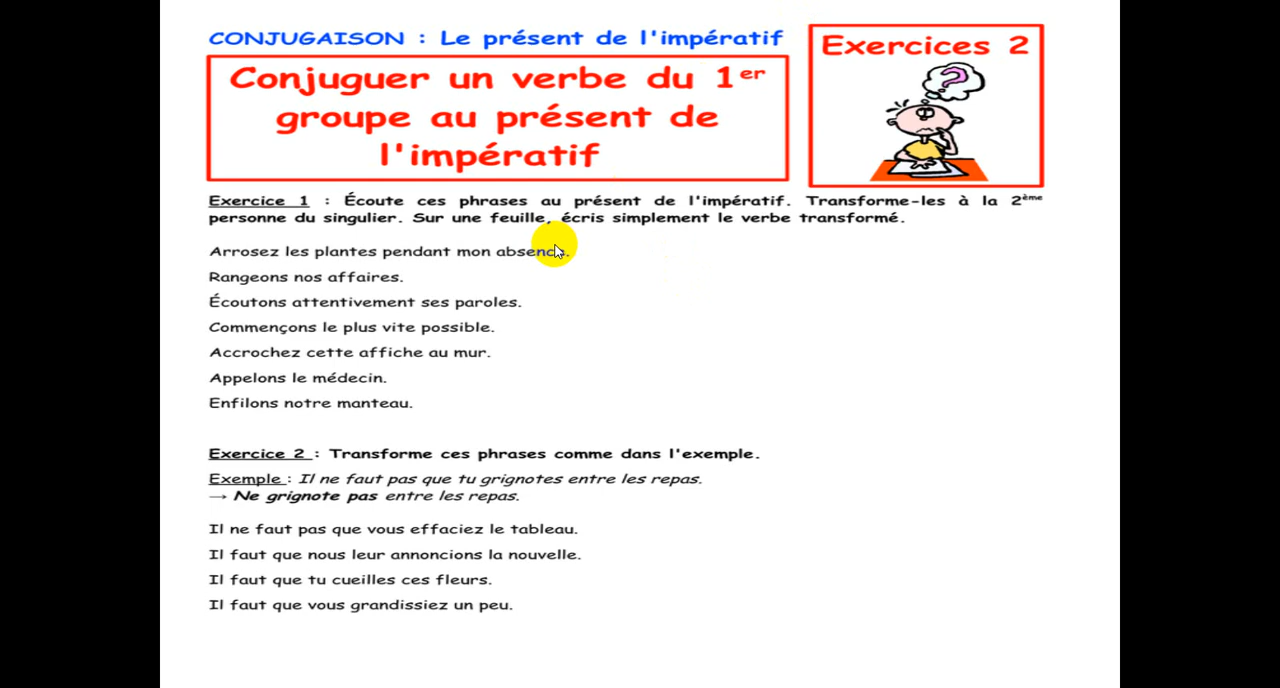 CONJUGAISON : Le présent de l'impératif
Exercices 2
Conjuguer un verbe du 1er
groupe au présent de
l'impératif
?
Exercice 1 : Écoute ces phrases au présent de l'impératif. Transforme-les à la 2ème
personne du singulier. Sur une feuille, écris simplement le verbe transformé.
Arrosez les plantes pendant mon absence.
Rangeons nos affaires.
Écoutons attentivement ses paroles.
Commençons le plus vite possible.
Accrochez cette affiche au mur.
Appelons le médecin.
Enfilons notre manteau.
Exercice 2 : Transforme ces phrases comme dans l'exemple.
Exemple : Il ne faut pas que tu grignotes entre les repas.
→ Ne grignote pas entre les repas.
Il ne faut pas que vous effaciez le tableau.
Il faut que nous leur annoncions la nouvelle.
Il faut que tu cueilles ces fleurs.
Il faut que vous grandissiez un peu.